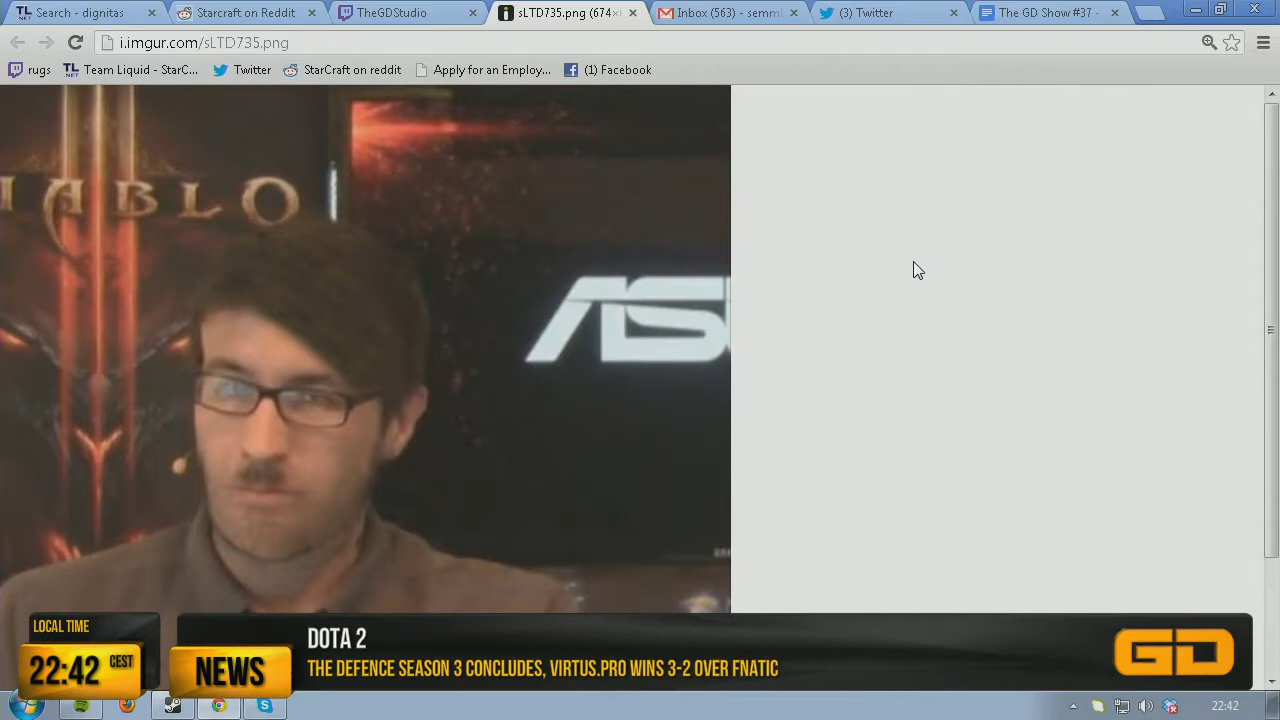 Search - dignitas
Starcraft on Reddit
TheGDStudio
sLTD735.png (674×
Inbox (563) - semml
(3) Twitter
The GD Show #37 -
i.imgur.com/sLTD735.png
rugs
Team Liquid - StarC...
Twitter
StarCraft on reddit
Apply for an Employ...
(1) Facebook
IABLO
ASU
LOCAL TIME
22:42 CEST
NEWS
DOTA 2
THE DEFENCE SEASON 3 CONCLUDES, VIRTUS.PRO WINS 3-2 OVER FNATIC
GD
22:42